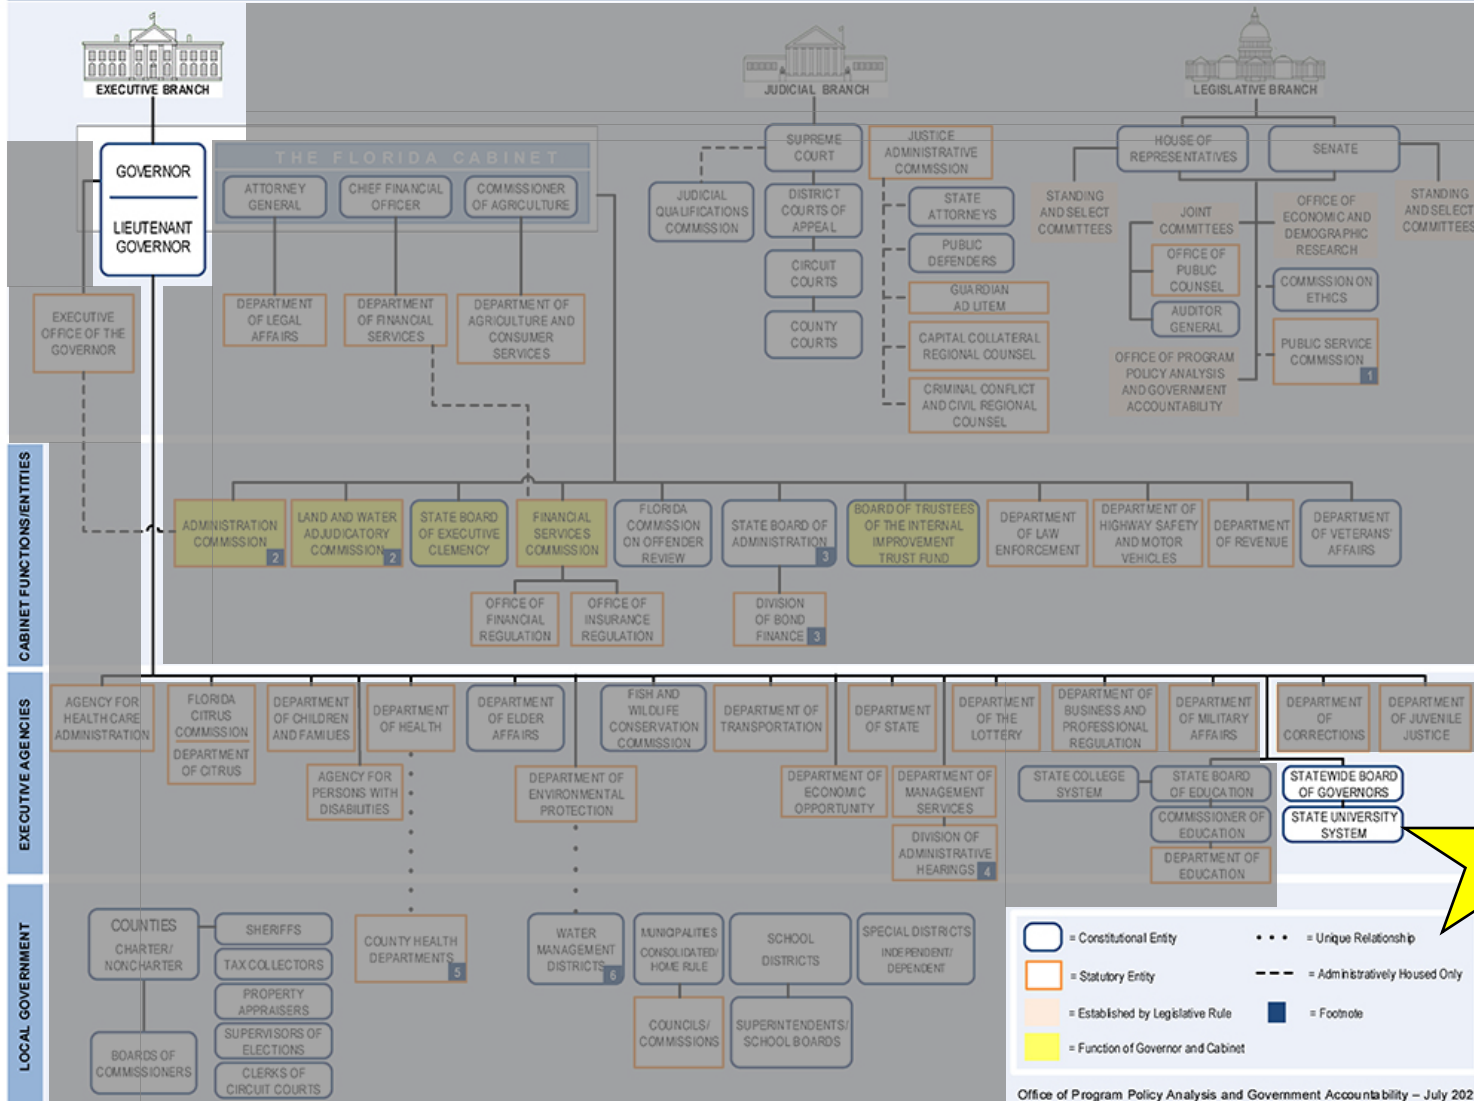 EXECUTIVE BRANCH
JUDICIAL BRANCH
LEGISLATIVE BRANCH
GOVERNOR
LIEUTENANT
GOVERNOR
THE FLORIDA CABINET
ATTORNEY
GENERAL
CHIEF FINANCIAL
OFFICER
COMMISSIONER
OF AGRICULTURE
EXECUTIVE
OFFICE OF THE
GOVERNOR
DEPARTMENT
OF LEGAL
AFFAIRS
DEPARTMENT
OF FINANCIAL
SERVICES
DEPARTMENT OF
AGRICULTURE AND
CONSUMER
SERVICES
SUPREME
COURT
JUDICIAL
QUALIFICATIONS
COMMISSION
DISTRICT
COURTS OF
APPEAL
CIRCUIT
COURTS
COUNTY
COURTS
JUSTICE
ADMINISTRATIVE
COMMISSION
STATE
ATTORNEYS
PUBLIC
DEFENDERS
GUARDIAN
AD LITEM
CAPITAL COLLATERAL
REGIONAL COUNSEL
CRIMINAL CONFLICT
AND CIVIL REGIONAL
COUNSEL
HOUSE OF
REPRESENTATIVES
SENATE
STANDING
AND SELECT
COMMITTEES
JOINT
COMMITTEES
OFFICE OF
PUBLIC
COUNSEL
AUDITOR
GENERAL
OFFICE OF PROGRAM
POLICY ANALYSIS
AND GOVERNMENT
ACCOUNTABILITY
OFFICE OF
ECONOMIC AND
DEMOGRAPHIC
RESEARCH
COMMISSION ON
ETHICS
PUBLIC SERVICE
COMMISSION
1
STANDING
AND SELECT
COMMITTEES
CABINET FUNCTIONS/ENTITIES
ADMINISTRATION
COMMISSION
2
LAND AND WATER
ADJUDICATORY
COMMISSION
2
STATE BOARD
OF EXECUTIVE
CLEMENCY
FINANCIAL
SERVICES
COMMISSION
FLORIDA
COMMISSION
ON OFFENDER
REVIEW
STATE BOARD OF
ADMINISTRATION
3
BOARD OF TRUSTEES
OF THE INTERNAL
IMPROVEMENT
TRUST FUND
DEPARTMENT
OF LAW
ENFORCEMENT
DEPARTMENT OF
HIGHWAY SAFETY
AND MOTOR
VEHICLES
DEPARTMENT
OF REVENUE
DEPARTMENT
OF VETERANS'
AFFAIRS
OFFICE OF
FINANCIAL
REGULATION
OFFICE OF
INSURANCE
REGULATION
DIVISION
OF BOND
FINANCE
3
EXECUTIVE AGENCIES
AGENCY FOR
HEALTH CARE
ADMINISTRATION
FLORIDA
CITRUS
COMMISSION
DEPARTMENT
OF CITRUS
DEPARTMENT
OF CHILDREN
AND FAMILIES
DEPARTMENT
OF HEALTH
DEPARTMENT
OF ELDER
AFFAIRS
FISH AND
WILDLIFE
CONSERVATION
COMMISSION
DEPARTMENT OF
TRANSPORTATION
DEPARTMENT
OF STATE
DEPARTMENT
OF THE
LOTTERY
DEPARTMENT OF
BUSINESS AND
PROFESSIONAL
REGULATION
DEPARTMENT
OF MILITARY
AFFAIRS
DEPARTMENT
OF
CORRECTIONS
DEPARTMENT
OF JUVENILE
JUSTICE
AGENCY FOR
PERSONS WITH
DISABILITIES
DEPARTMENT OF
ENVIRONMENTAL
PROTECTION
DEPARTMENT OF
ECONOMIC
OPPORTUNITY
DEPARTMENT OF
MANAGEMENT
SERVICES
DIVISION OF
ADMINISTRATIVE
HEARINGS
4
STATE COLLEGE
SYSTEM
STATE BOARD
OF EDUCATION
COMMISSIONER OF
EDUCATION
DEPARTMENT OF
EDUCATION
STATEWIDE BOARD
OF GOVERNORS
STATE UNIVERSITY
SYSTEM
LOCAL GOVERNMENT
COUNTIES
CHARTER/
NONCHARTER
BOARDS OF
COMMISSIONERS
SHERIFFS
TAX COLLECTORS
PROPERTY
APPRAISERS
SUPERVISORS OF
ELECTIONS
CLERKS OF
CIRCUIT COURTS
COUNTY HEALTH
DEPARTMENTS
5
WATER
MANAGEMENT
DISTRICTS
6
MUNICIPALITIES
CONSOLIDATED/
HOME RULE
COUNCILS/
COMMISSIONS
SCHOOL
DISTRICTS
SUPERINTENDENTS/
SCHOOL BOARDS
SPECIAL DISTRICTS
INDEPENDENT/
DEPENDENT
= Constitutional Entity
= Statutory Entity
= Established by Legislative Rule
= Function of Governor and Cabinet
= Unique Relationship
= Administratively Housed Only
= Footnote
Office of Program Policy Analysis and Government Accountability – July 202